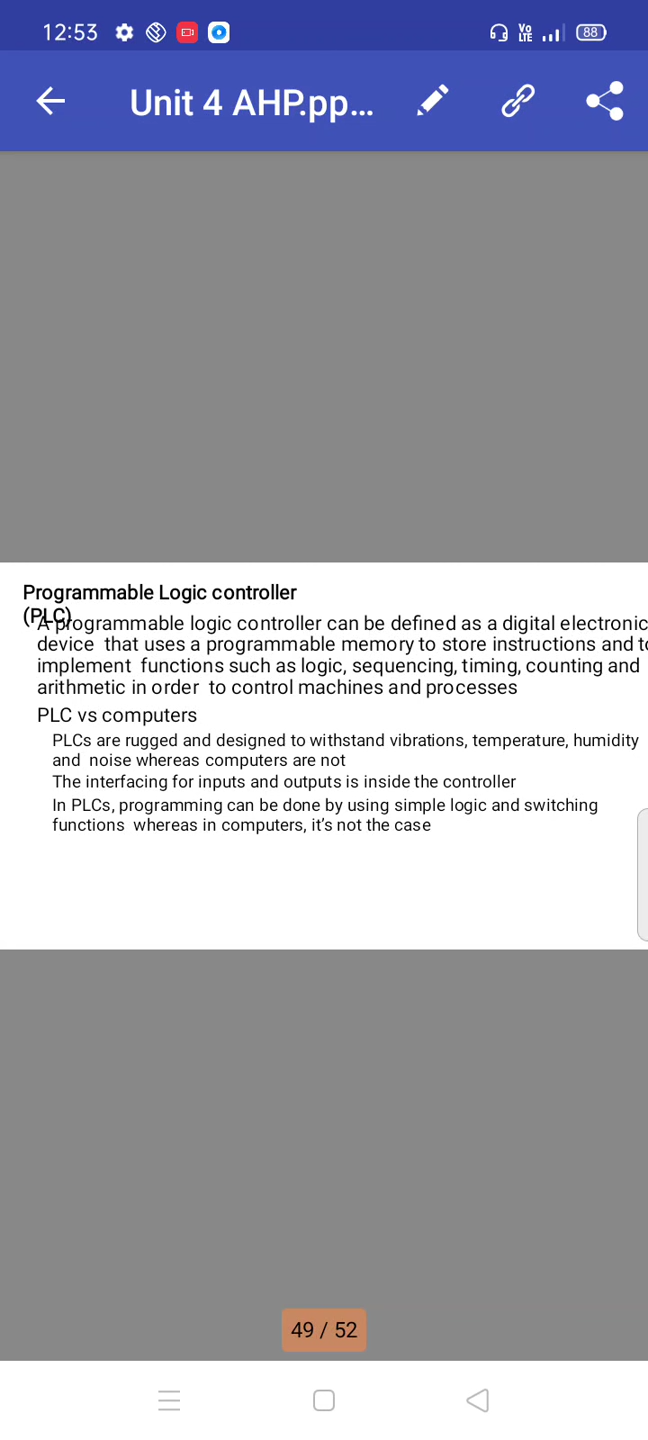 12:53
Vo LTE 88
Unit 4 AHP.pp...
Programmable Logic controller
(PLC)
A programmable logic controller can be defined as a digital electronic
device that uses a programmable memory to store instructions and to
implement functions such as logic, sequencing, timing, counting and
arithmetic in order to control machines and processes
PLC vs computers
PLCs are rugged and designed to withstand vibrations, temperature, humidity
and noise whereas computers are not
The interfacing for inputs and outputs is inside the controller
In PLCs, programming can be done by using simple logic and switching
functions whereas in computers, it's not the case
49 / 52